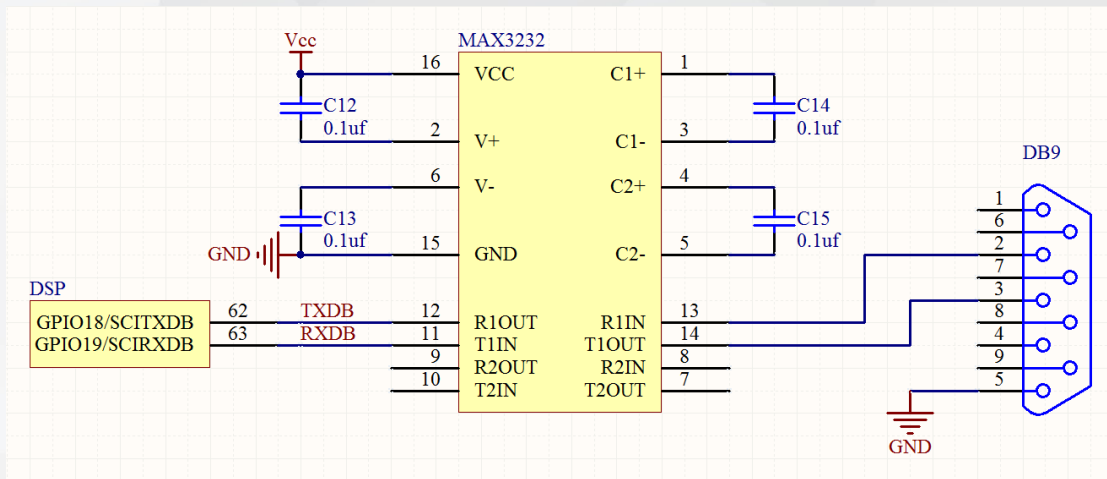 Vcc
MAX3232
16 VCC C1+ 1
C12
0.1uf
C14
0.1uf
2 V+ C1- 3
6 V- C2+ 4
C13
0.1uf
C15
0.1uf
GND
15 GND C2- 5
DSP
GPIO18/SCITXDB 62 TXDB 12 R1OUT R1IN 13
GPIO19/SCIRXDB 63 RXDB 11 T1IN T1OUT 14
9 R2OUT R2IN 8
10 T2IN T2OUT 7
DB9
1
6
2
7
3
8
4
9
5
GND